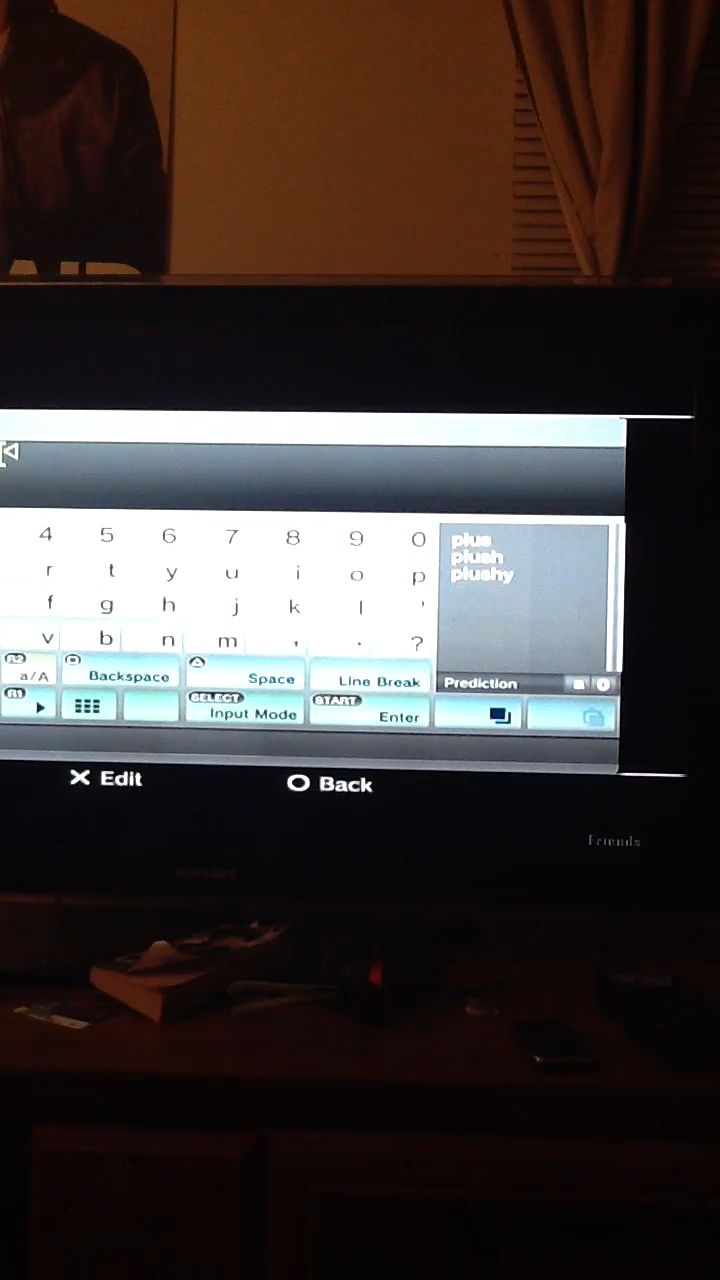 4 5 6 7 8 9 0
r t y u i o p
f g h j k l '
v b n m , . ?
plus
plush
plushy
R2 a/A
Backspace
Space
Line Break
Prediction
R1
SELECT Input Mode
START Enter
X Edit
O Back
Friends
SAMSUNG